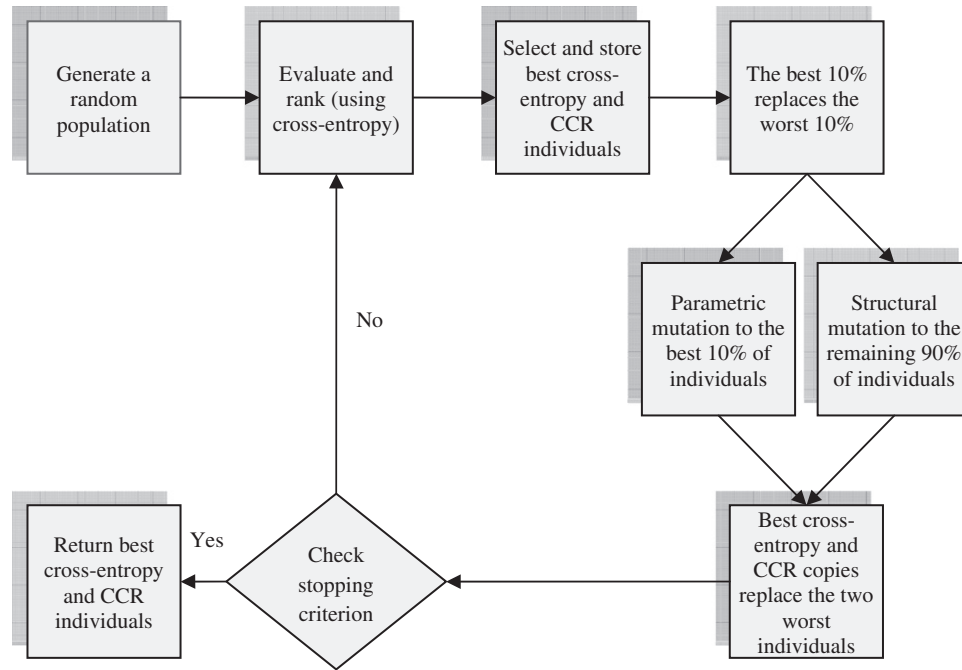 Generate a
random
population
Evaluate and
rank (using
cross-entropy)
Select and store
best cross-
entropy and
CCR
individuals
The best 10%
replaces the
worst 10%
Parametric
mutation to the
best 10% of
individuals
Structural
mutation to the
remaining 90%
of individuals
No
Best cross-
entropy and
CCR copies
replace the two
worst
individuals
Check
stopping
criterion
Yes
Return best
cross-entropy
and CCR
individuals